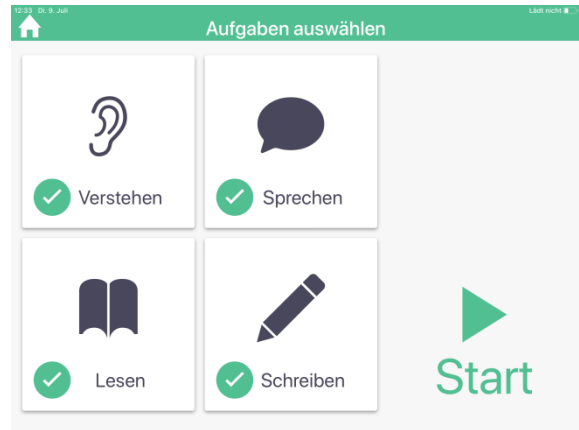 12:33 Di. 9. Juli
Lädt nicht
Aufgaben auswählen
Verstehen
Sprechen
Lesen
Schreiben
Start